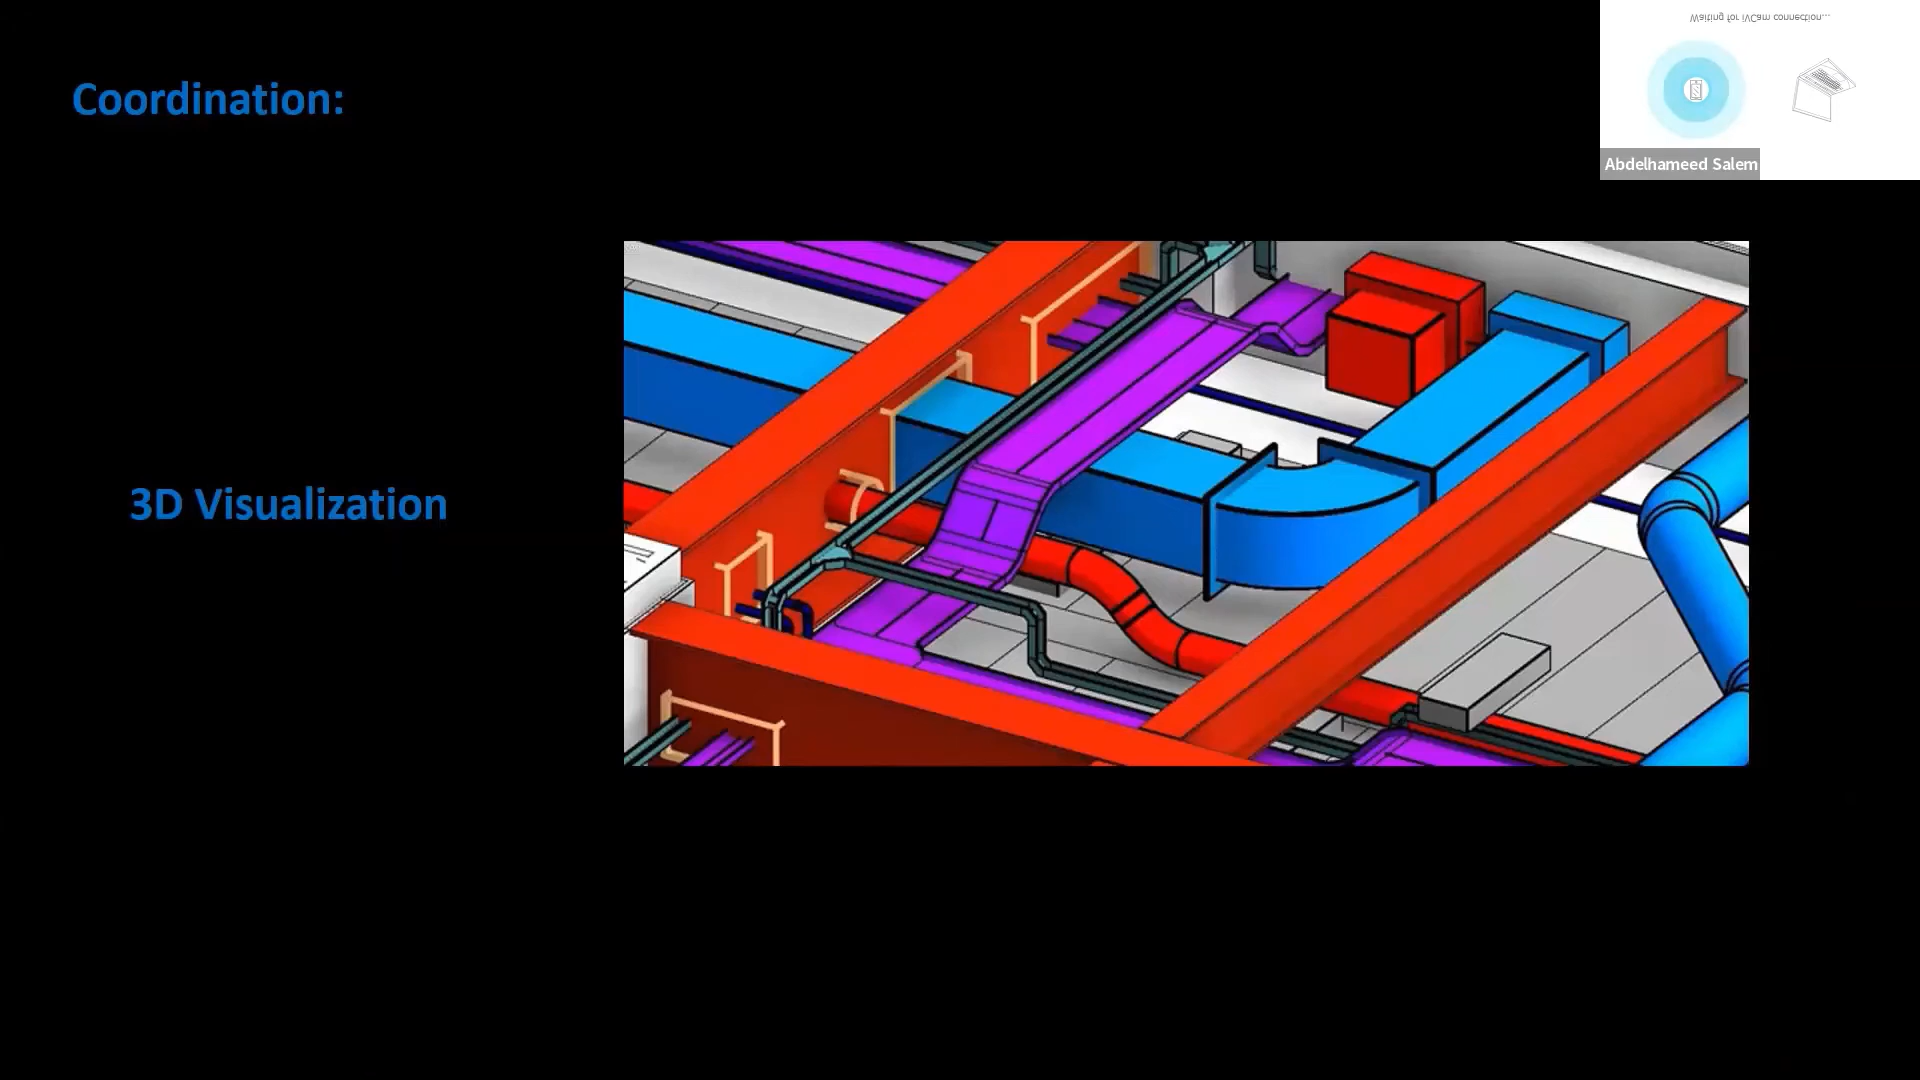 Waiting for iVCam connection...
Coordination:
Abdelhameed Salem
3D Visualization